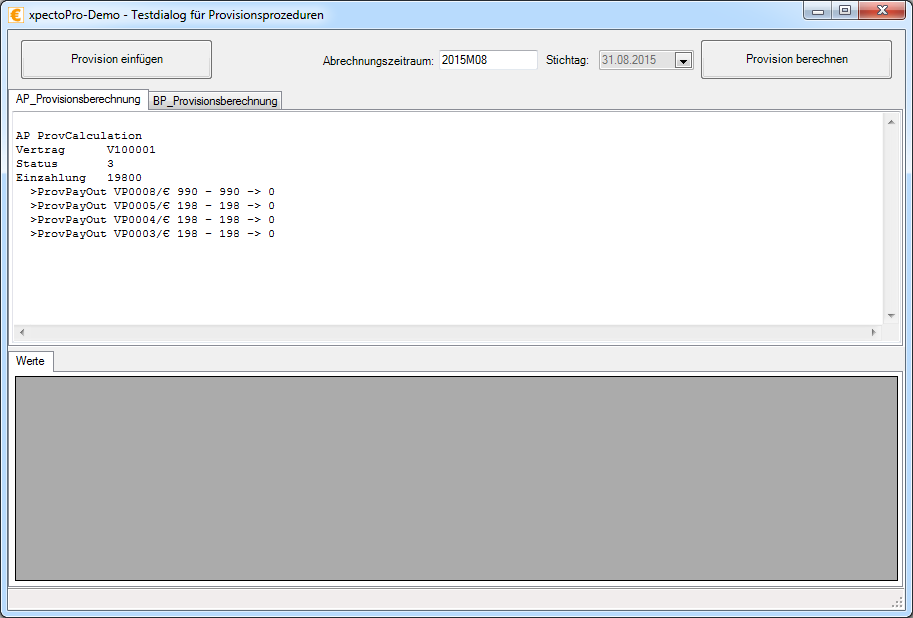 € xpectoPro-Demo - Testdialog für Provisionsprozeduren
Provision einfügen Abrechnungszeitraum: 2015M08 Stichtag: 31.08.2015 Provision berechnen
AP_Provisionsberechnung BP_Provisionsberechnung
AP ProvCalculation
Vertrag V100001
Status 3
Einzahlung 19800
>ProvPayOut VP0008/€ 990 - 990 -> 0
>ProvPayOut VP0005/€ 198 - 198 -> 0
>ProvPayOut VP0004/€ 198 - 198 -> 0
>ProvPayOut VP0003/€ 198 - 198 -> 0
Werte